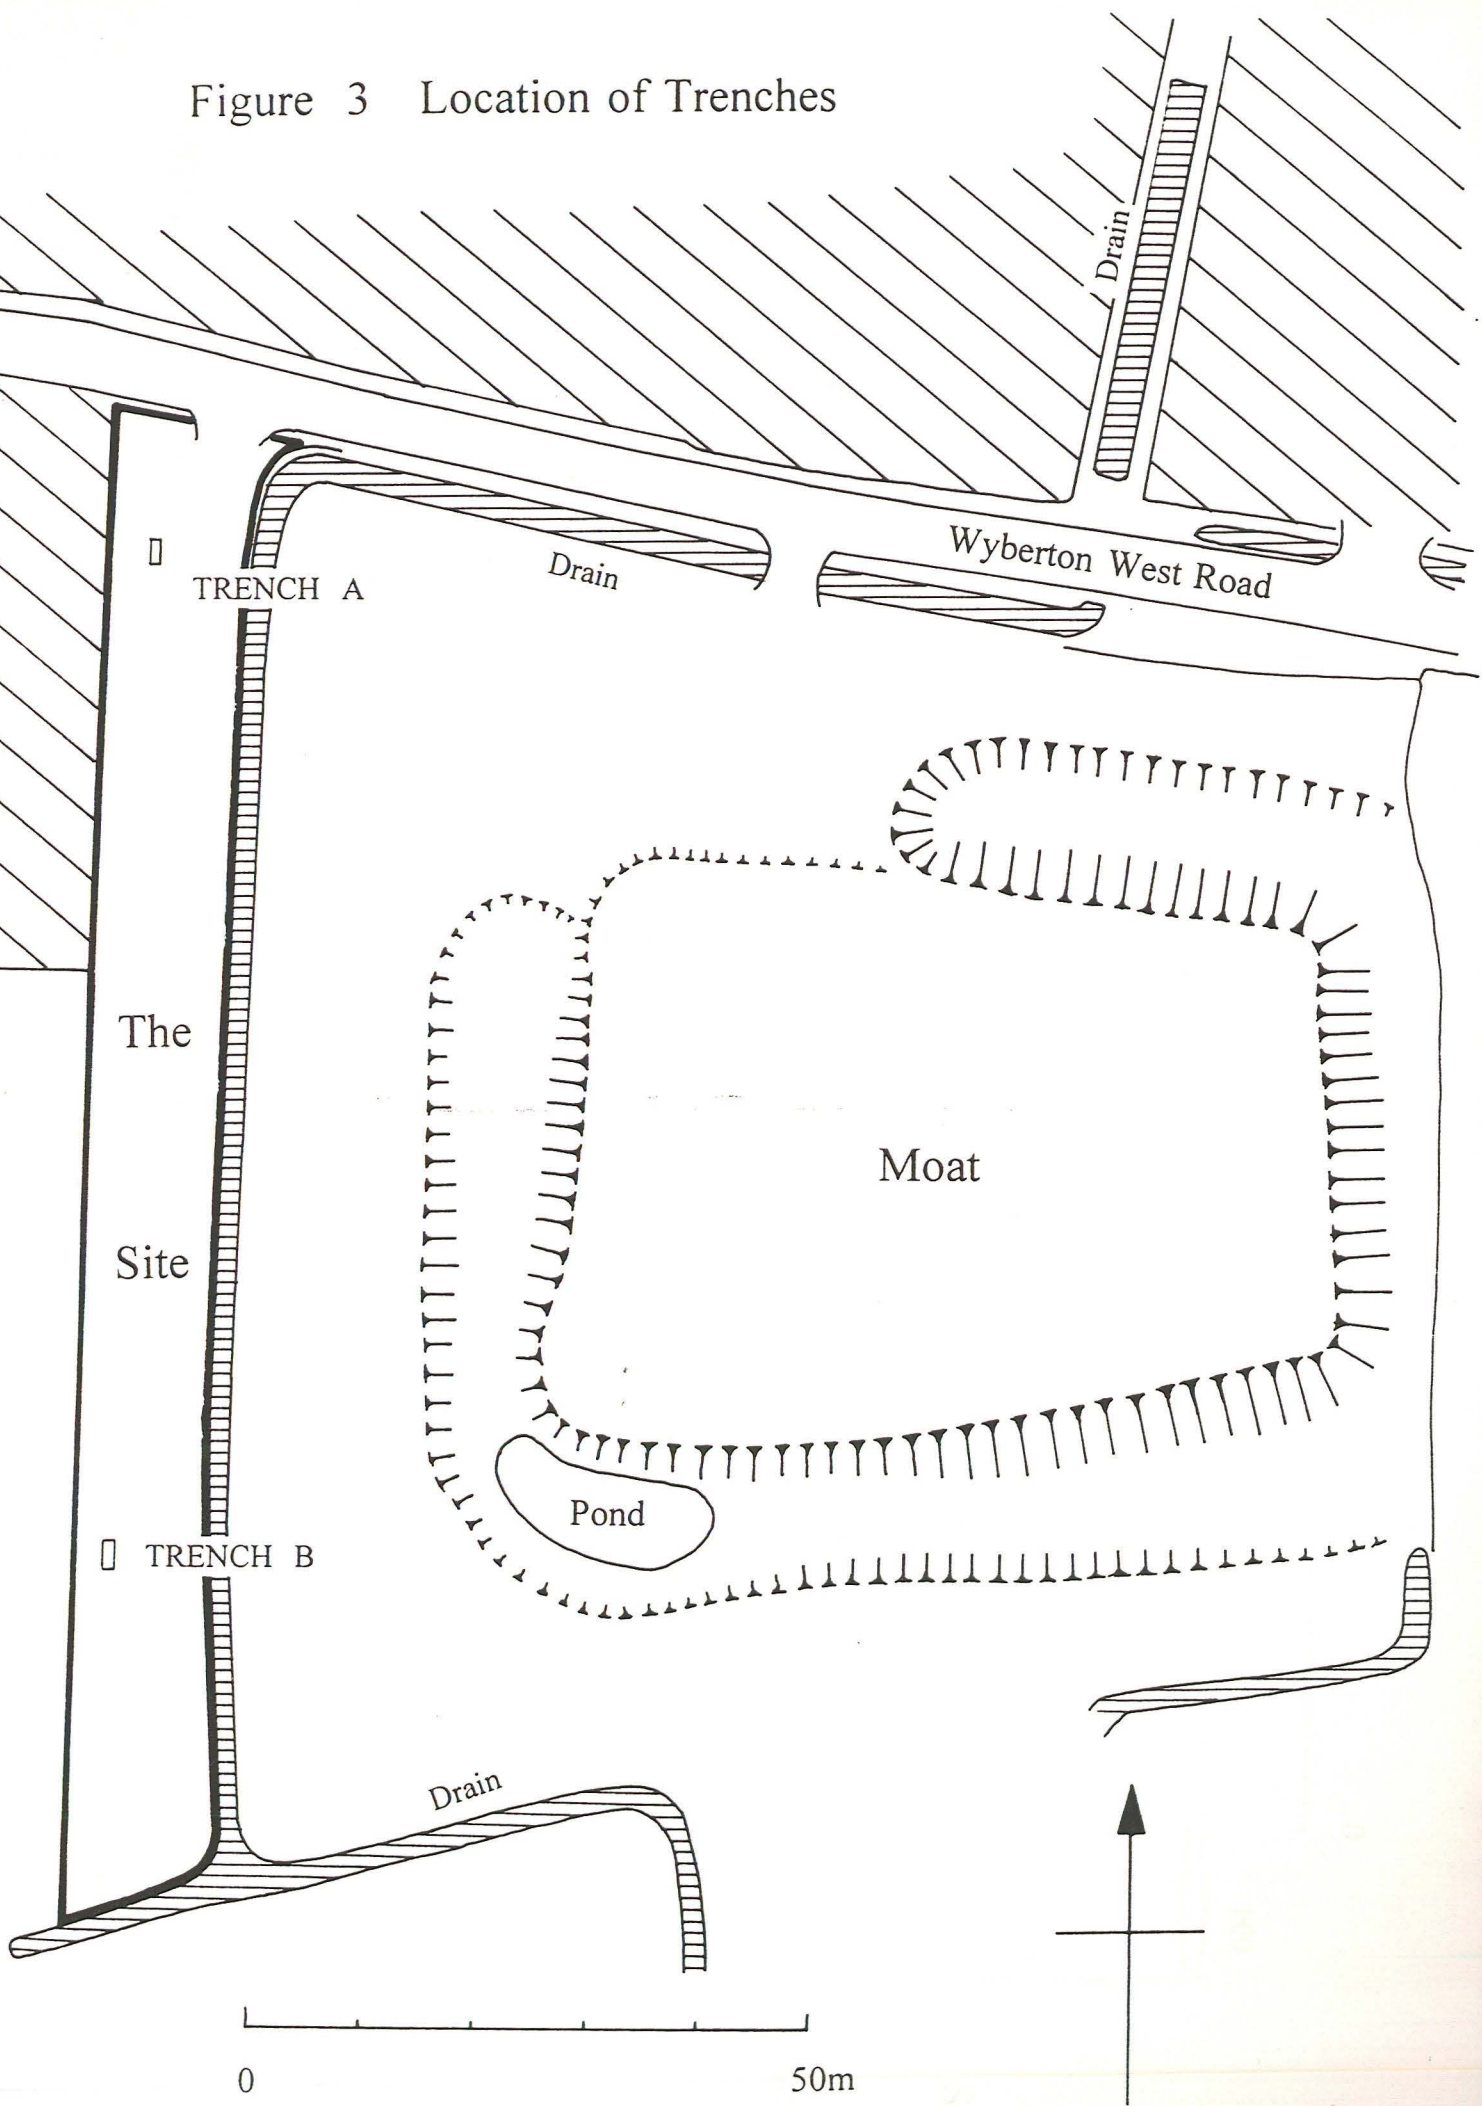 Figure 3 Location of Trenches
Drain
Wyberton West Road
Drain
TRENCH A
The
Moat
Site
Pond
TRENCH B
Drain
0 50m